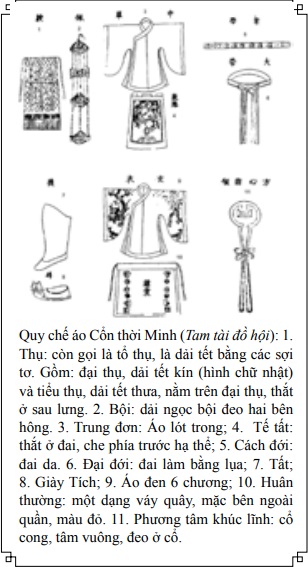 Quy chế áo Cổn thời Minh (Tam tài đồ hội): 1.
Thụ: còn gọi là tổ thụ, là dải tết bằng các sợi
tơ. Gồm: đại thụ, dải tết kín (hình chữ nhật)
và tiểu thụ, dải tết thưa, nằm trên đại thụ, thắt
ở sau lưng. 2. Bội: dải ngọc bội đeo hai bên
hông. 3. Trung đơn: Áo lót trong; 4. Tế tất:
thắt ở đai, che phía trước hạ thể; 5. Cách đới:
đai da. 6. Đại đới: đai làm bằng lụa; 7. Tất;
8. Giày Tích; 9. Áo đen 6 chương; 10. Huân
thường: một dạng váy quây, mặc bên ngoài
quần, màu đỏ. 11. Phương tâm khúc lĩnh: cổ
cong, tâm vuông, đeo ở cổ.